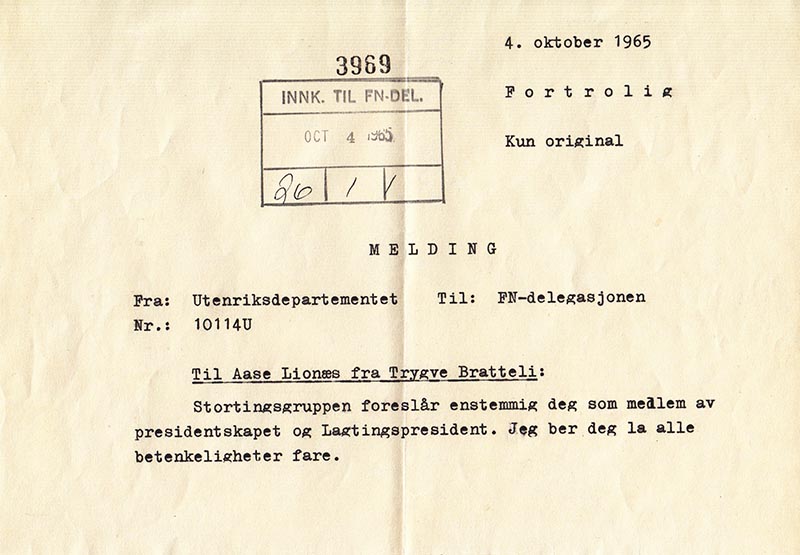 4. oktober 1965
3969
INNK. TIL FN-DEL.
F o r t r o l i g
OCT 4 1965
Kun original
26 / 1 /
M E L D I N G
Fra: Utenriksdepartementet Til: FN-delegasjonen
Nr.: 10114U
Til Aase Lionæs fra Trygve Bratteli:
Stortingsgruppen foreslår enstemmig deg som medlem av
presidentskapet og Lagtingspresident. Jeg ber deg la alle
betenkeligheter fare.